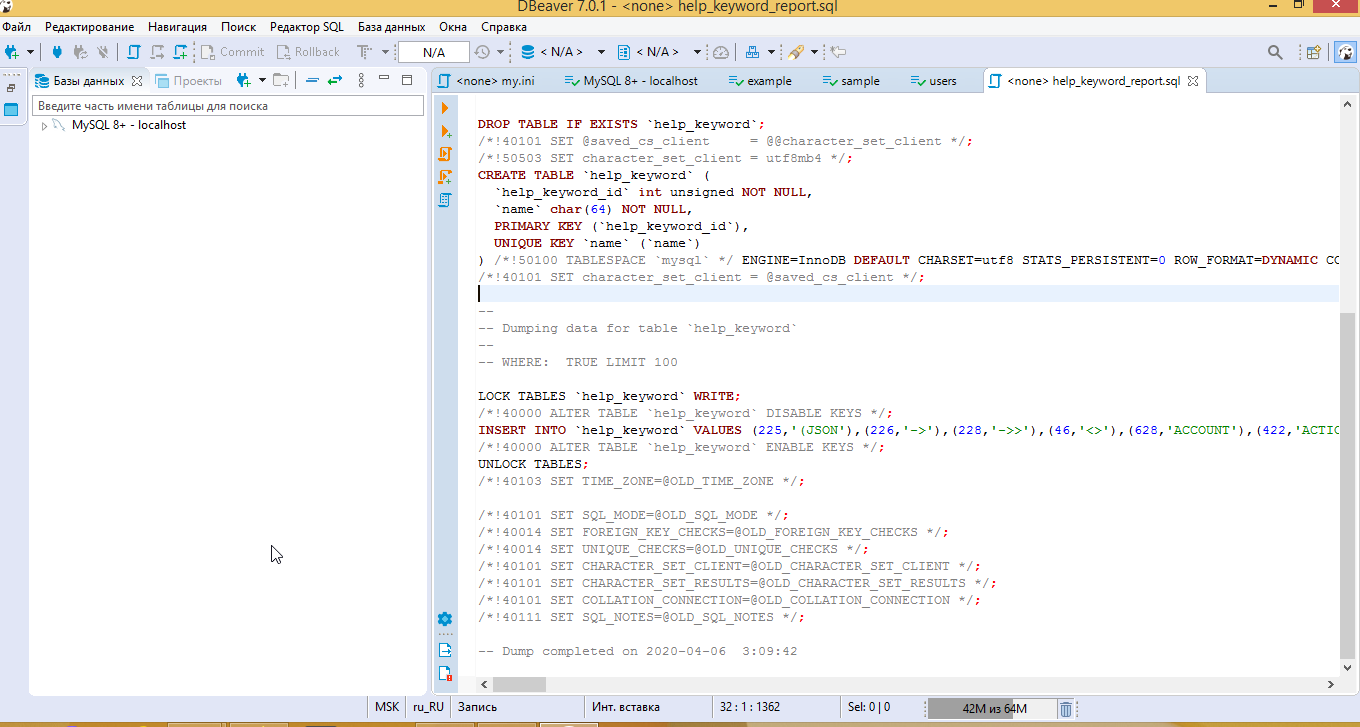 DBeaver 7.0.1 - <none> help_keyword_report.sql
Файл Редактирование Навигация Поиск Редактор SQL База данных Окна Справка
Commit Rollback T N/A < N/A > < N/A >
Базы данных Проекты
<none> my.ini MySQL 8+ - localhost example sample users <none> help_keyword_report.sql
Введите часть имени таблицы для поиска
MySQL 8+ - localhost
DROP TABLE IF EXISTS `help_keyword`;
/*!40101 SET @saved_cs_client     = @@character_set_client */;
/*!50503 SET character_set_client = utf8mb4 */;
CREATE TABLE `help_keyword` (
  `help_keyword_id` int unsigned NOT NULL,
  `name` char(64) NOT NULL,
  PRIMARY KEY (`help_keyword_id`),
  UNIQUE KEY `name` (`name`)
) /*!50100 TABLESPACE `mysql` */ ENGINE=InnoDB DEFAULT CHARSET=utf8 STATS_PERSISTENT=0 ROW_FORMAT=DYNAMIC CO
/*!40101 SET character_set_client = @saved_cs_client */;
--
-- Dumping data for table `help_keyword`
--
-- WHERE:  TRUE LIMIT 100
LOCK TABLES `help_keyword` WRITE;
/*!40000 ALTER TABLE `help_keyword` DISABLE KEYS */;
INSERT INTO `help_keyword` VALUES (225,'(JSON'),(226,'->'),(228,'->>'),(46,'<>'),(628,'ACCOUNT'),(422,'ACTIO
/*!40000 ALTER TABLE `help_keyword` ENABLE KEYS */;
UNLOCK TABLES;
/*!40103 SET TIME_ZONE=@OLD_TIME_ZONE */;
/*!40101 SET SQL_MODE=@OLD_SQL_MODE */;
/*!40014 SET FOREIGN_KEY_CHECKS=@OLD_FOREIGN_KEY_CHECKS */;
/*!40014 SET UNIQUE_CHECKS=@OLD_UNIQUE_CHECKS */;
/*!40101 SET CHARACTER_SET_CLIENT=@OLD_CHARACTER_SET_CLIENT */;
/*!40101 SET CHARACTER_SET_RESULTS=@OLD_CHARACTER_SET_RESULTS */;
/*!40101 SET COLLATION_CONNECTION=@OLD_COLLATION_CONNECTION */;
/*!40111 SET SQL_NOTES=@OLD_SQL_NOTES */;
-- Dump completed on 2020-04-06  3:09:42
MSK ru_RU Запись Инт. вставка 32 : 1 : 1362 Sel: 0 | 0 42M из 64M